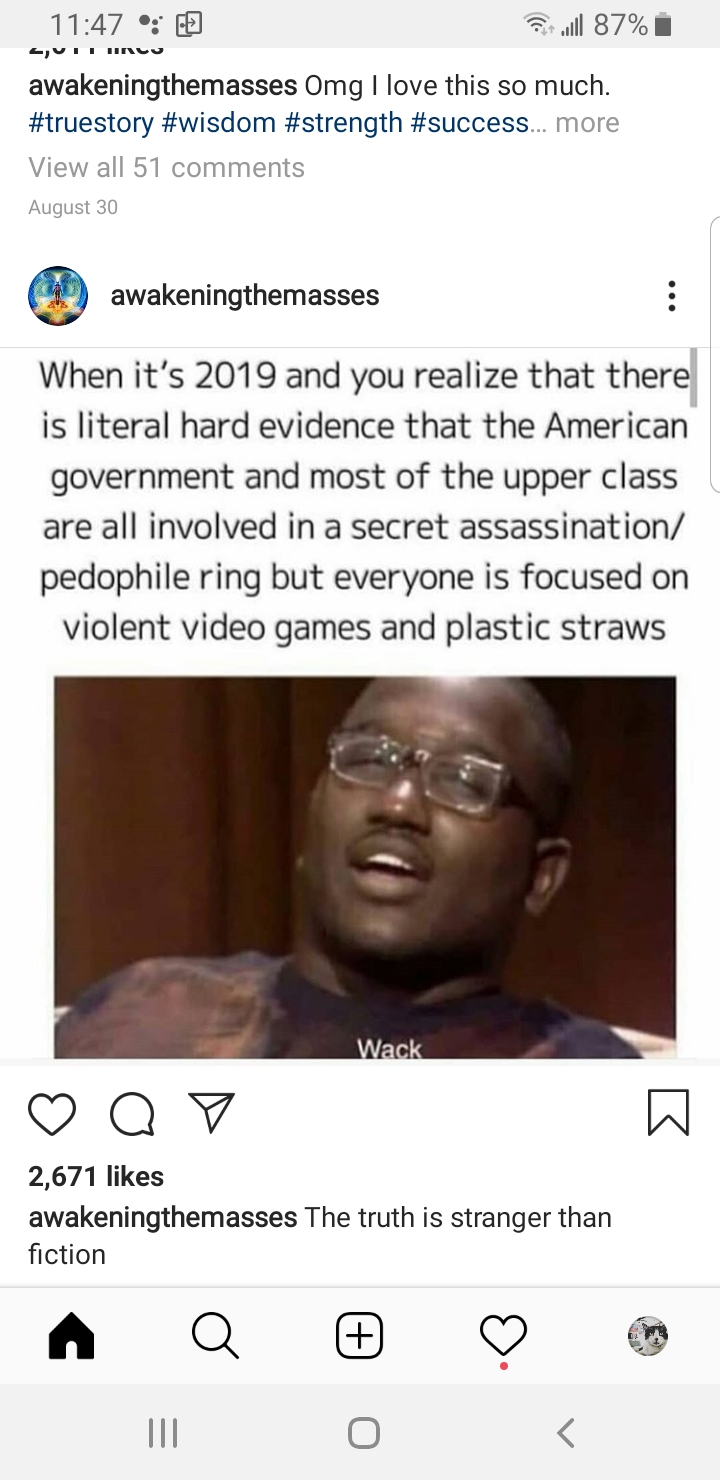 11:47 87%
2,611 likes
awakeningthemasses Omg I love this so much.
#truestory #wisdom #strength #success... more
View all 51 comments
August 30
awakeningthemasses
When it's 2019 and you realize that there
is literal hard evidence that the American
government and most of the upper class
are all involved in a secret assassination/
pedophile ring but everyone is focused on
violent video games and plastic straws
Wack
2,671 likes
awakeningthemasses The truth is stranger than
fiction